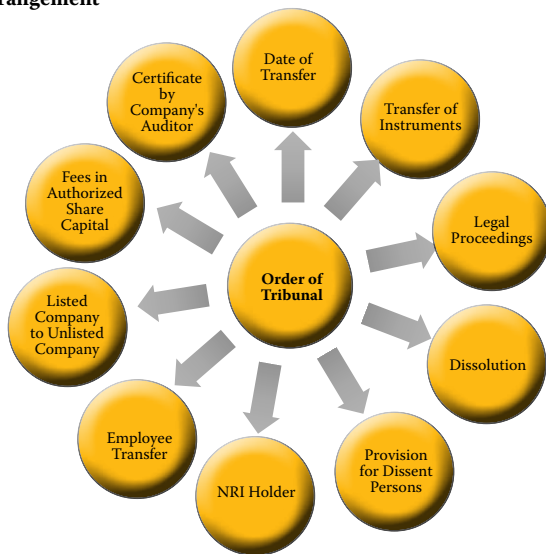 rangement
Date of
Transfer
Transfer of
Instruments
Legal
Proceedings
Dissolution
Provision
for Dissent
Persons
NRI Holder
Employee
Transfer
Listed
Company
to Unlisted
Company
Fees in
Authorized
Share
Capital
Certificate
by
Company's
Auditor
Order of
Tribunal